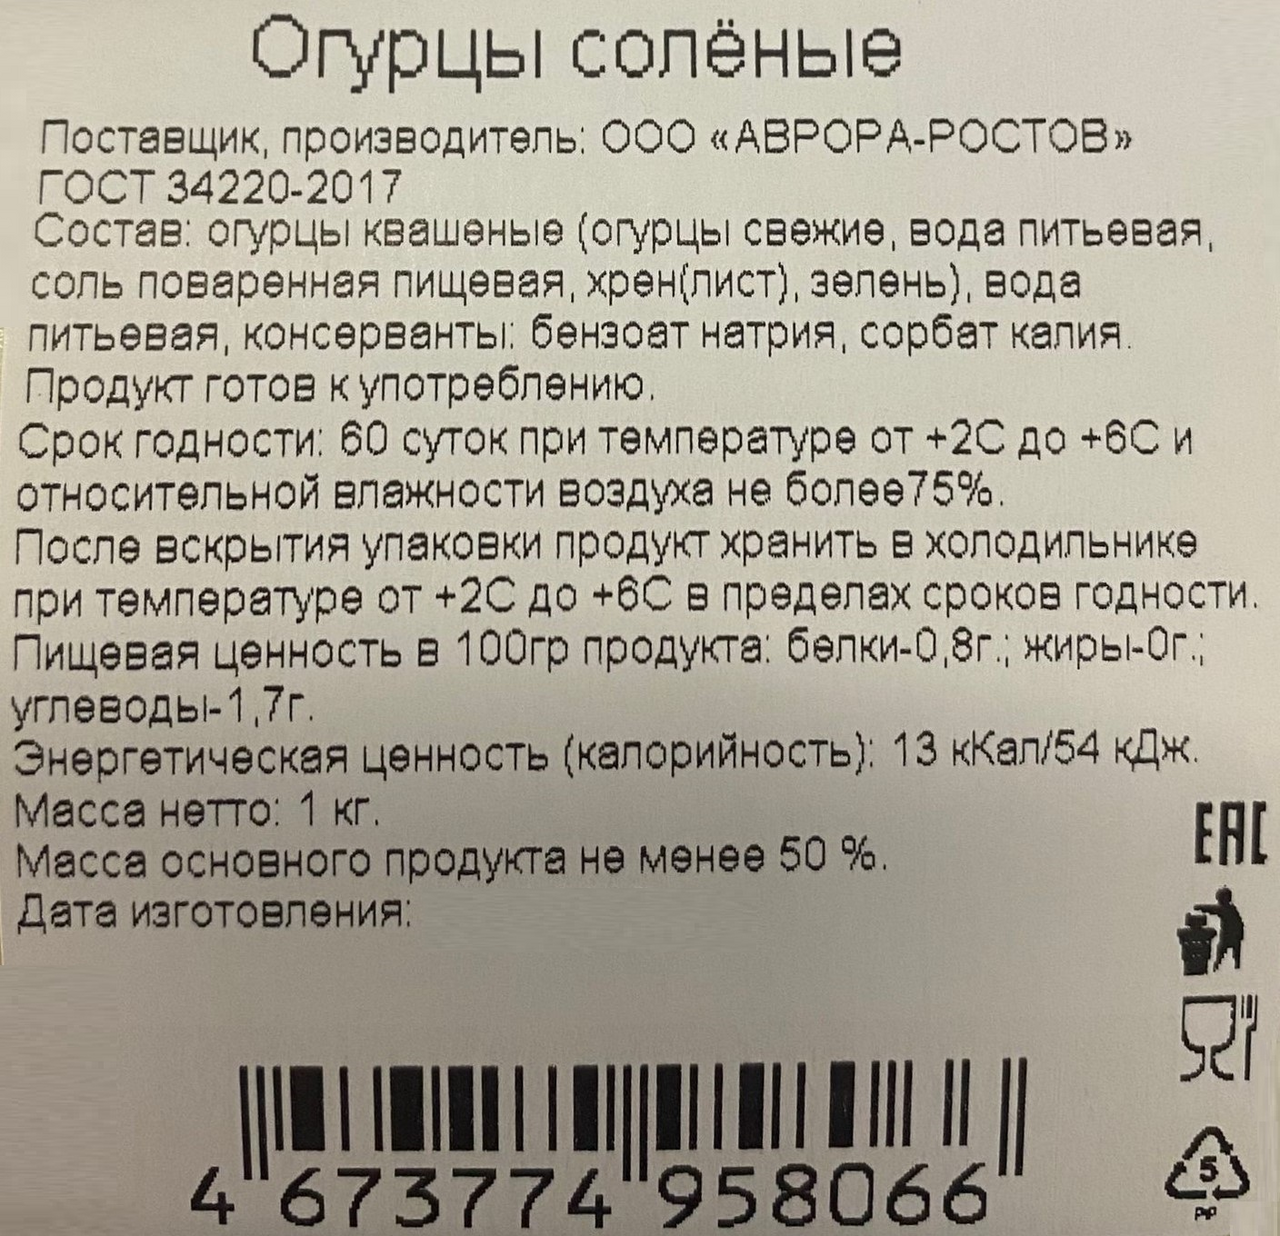 Огурцы солёные
Поставщик, производитель: ООО «АВРОРА-РОСТОВ»
ГОСТ 34220-2017
Состав: огурцы квашеные (огурцы свежие, вода питьевая,
соль поваренная пищевая, хрен(лист), зелень), вода
питьевая, консерванты: бензоат натрия, сорбат калия.
Продукт готов к употреблению.
Срок годности: 60 суток при температуре от +2С до +6С и
относительной влажности воздуха не более75%.
После вскрытия упаковки продукт хранить в холодильнике
при температуре от +2С до +6С в пределах сроков годности.
Пищевая ценность в 100гр продукта: белки-0,8г.; жиры-0г.;
углеводы-1,7г.
Энергетическая ценность (калорийность): 13 кКал/54 кДж.
Масса нетто: 1 кг.
Масса основного продукта не менее 50 %.
Дата изготовления:
EAC
5
PP
4 673774 958066